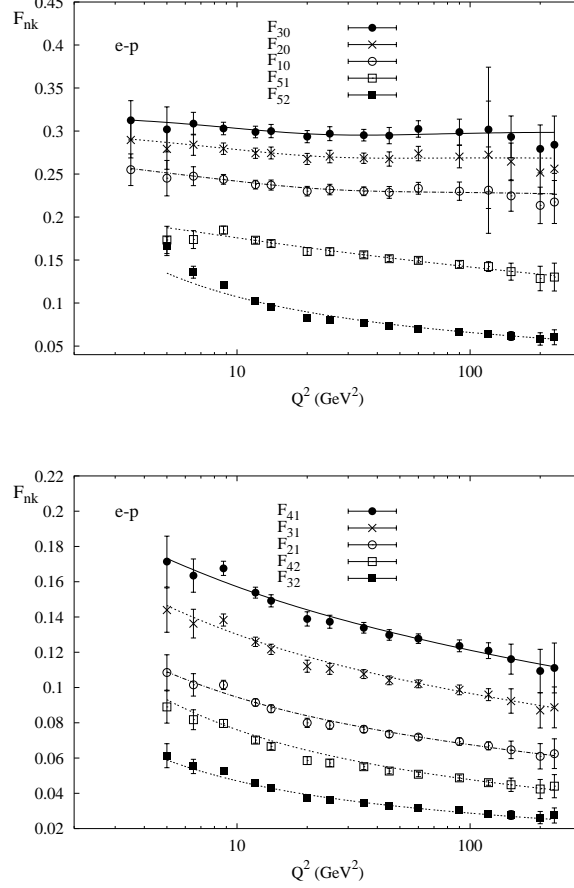 0.45
F_nk
e-p
F_30
F_20
F_10
F_51
F_52
0.4
0.35
0.3
0.25
0.2
0.15
0.1
0.05
10
100
Q^2 (GeV^2)
0.22
F_nk
e-p
F_41
F_31
F_21
F_42
F_32
0.2
0.18
0.16
0.14
0.12
0.1
0.08
0.06
0.04
0.02
10
100
Q^2 (GeV^2)